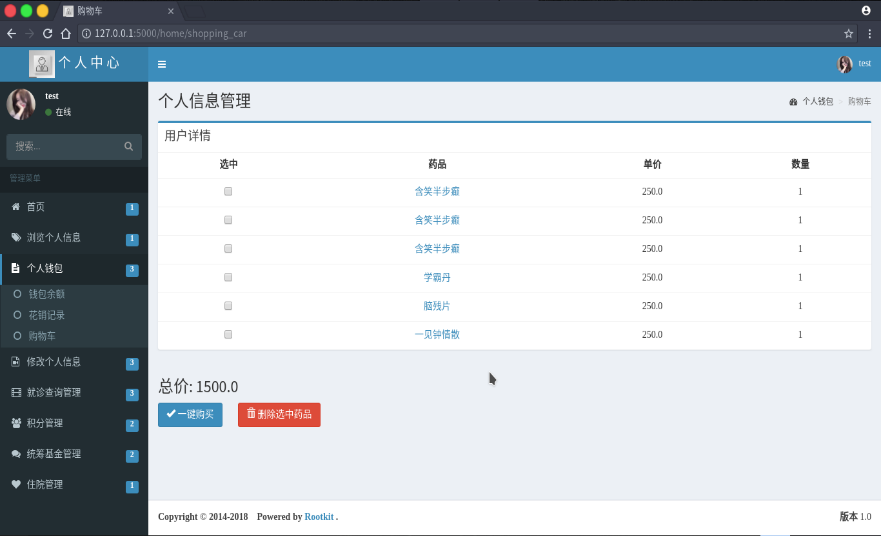 购物车
127.0.0.1:5000/home/shopping_car
个人中心
test
test
在线
搜索...
管理菜单
首页 1
浏览个人信息 1
个人钱包 3
钱包余额
花销记录
购物车
修改个人信息 3
就诊查询管理 3
积分管理 2
统筹基金管理 2
住院管理 1
个人信息管理
个人钱包 > 购物车
用户详情
选中 药品 单价 数量
含笑半步癫 250.0 1
含笑半步癫 250.0 1
含笑半步癫 250.0 1
学霸丹 250.0 1
脑残片 250.0 1
一见钟情散 250.0 1
总价: 1500.0
一键购买 删除选中药品
Copyright © 2014-2018 Powered by Rootkit .
版本 1.0